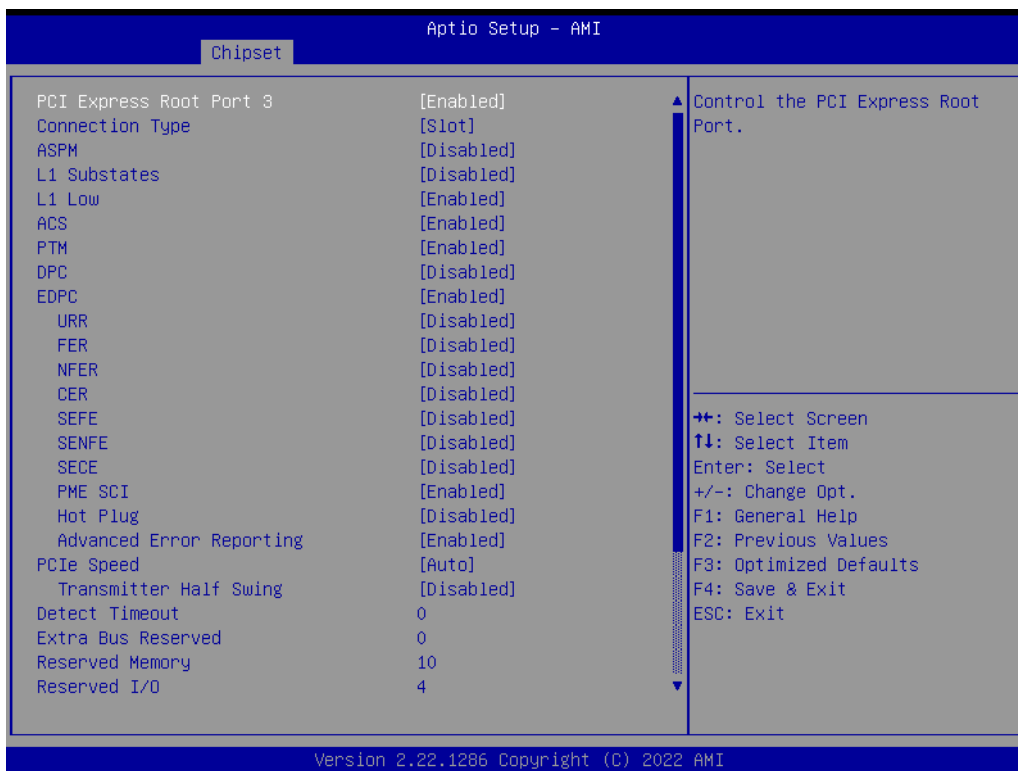 Aptio Setup – AMI
Chipset
PCI Express Root Port 3 [Enabled]
Connection Type [Slot]
ASPM [Disabled]
L1 Substates [Disabled]
L1 Low [Enabled]
ACS [Enabled]
PTM [Enabled]
DPC [Disabled]
EDPC [Enabled]
URR [Disabled]
FER [Disabled]
NFER [Disabled]
CER [Disabled]
SEFE [Disabled]
SENFE [Disabled]
SECE [Disabled]
PME SCI [Enabled]
Hot Plug [Disabled]
Advanced Error Reporting [Enabled]
PCIe Speed [Auto]
Transmitter Half Swing [Disabled]
Detect Timeout 0
Extra Bus Reserved 0
Reserved Memory 10
Reserved I/O 4
Control the PCI Express Root
Port.
→←: Select Screen
↑↓: Select Item
Enter: Select
+/-: Change Opt.
F1: General Help
F2: Previous Values
F3: Optimized Defaults
F4: Save & Exit
ESC: Exit
Version 2.22.1286 Copyright (C) 2022 AMI